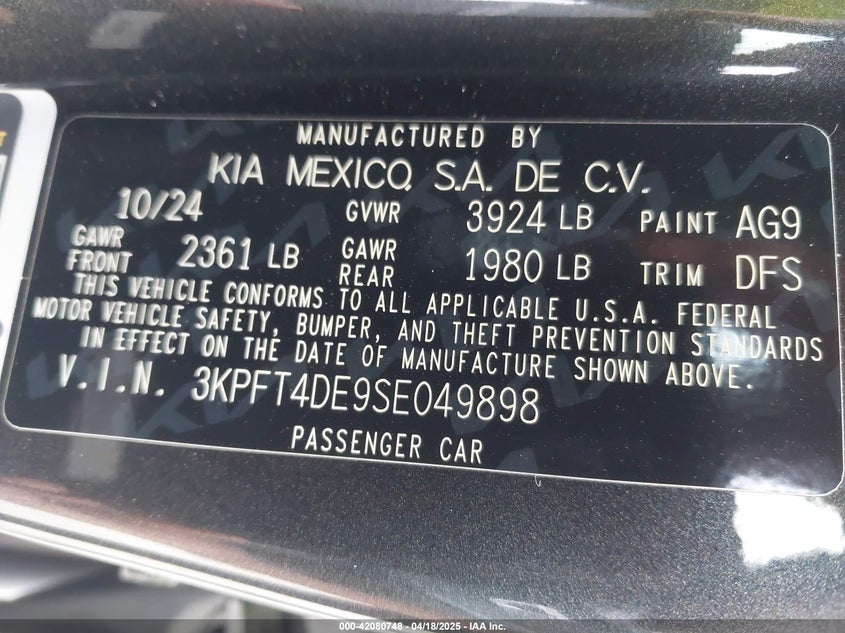 MANUFACTURED BY
KIA MEXICO, S.A. DE C.V.
10/24 GVWR 3924 LB PAINT AG9
GAWR FRONT 2361 LB GAWR REAR 1980 LB TRIM DFS
THIS VEHICLE CONFORMS TO ALL APPLICABLE U.S.A. FEDERAL
MOTOR VEHICLE SAFETY, BUMPER, AND THEFT PREVENTION STANDARDS
IN EFFECT ON THE DATE OF MANUFACTURE SHOWN ABOVE.
V.I.N. 3KPFT4DE9SE049898
PASSENGER CAR
000-42080748 - 04/18/2025 - IAA Inc.